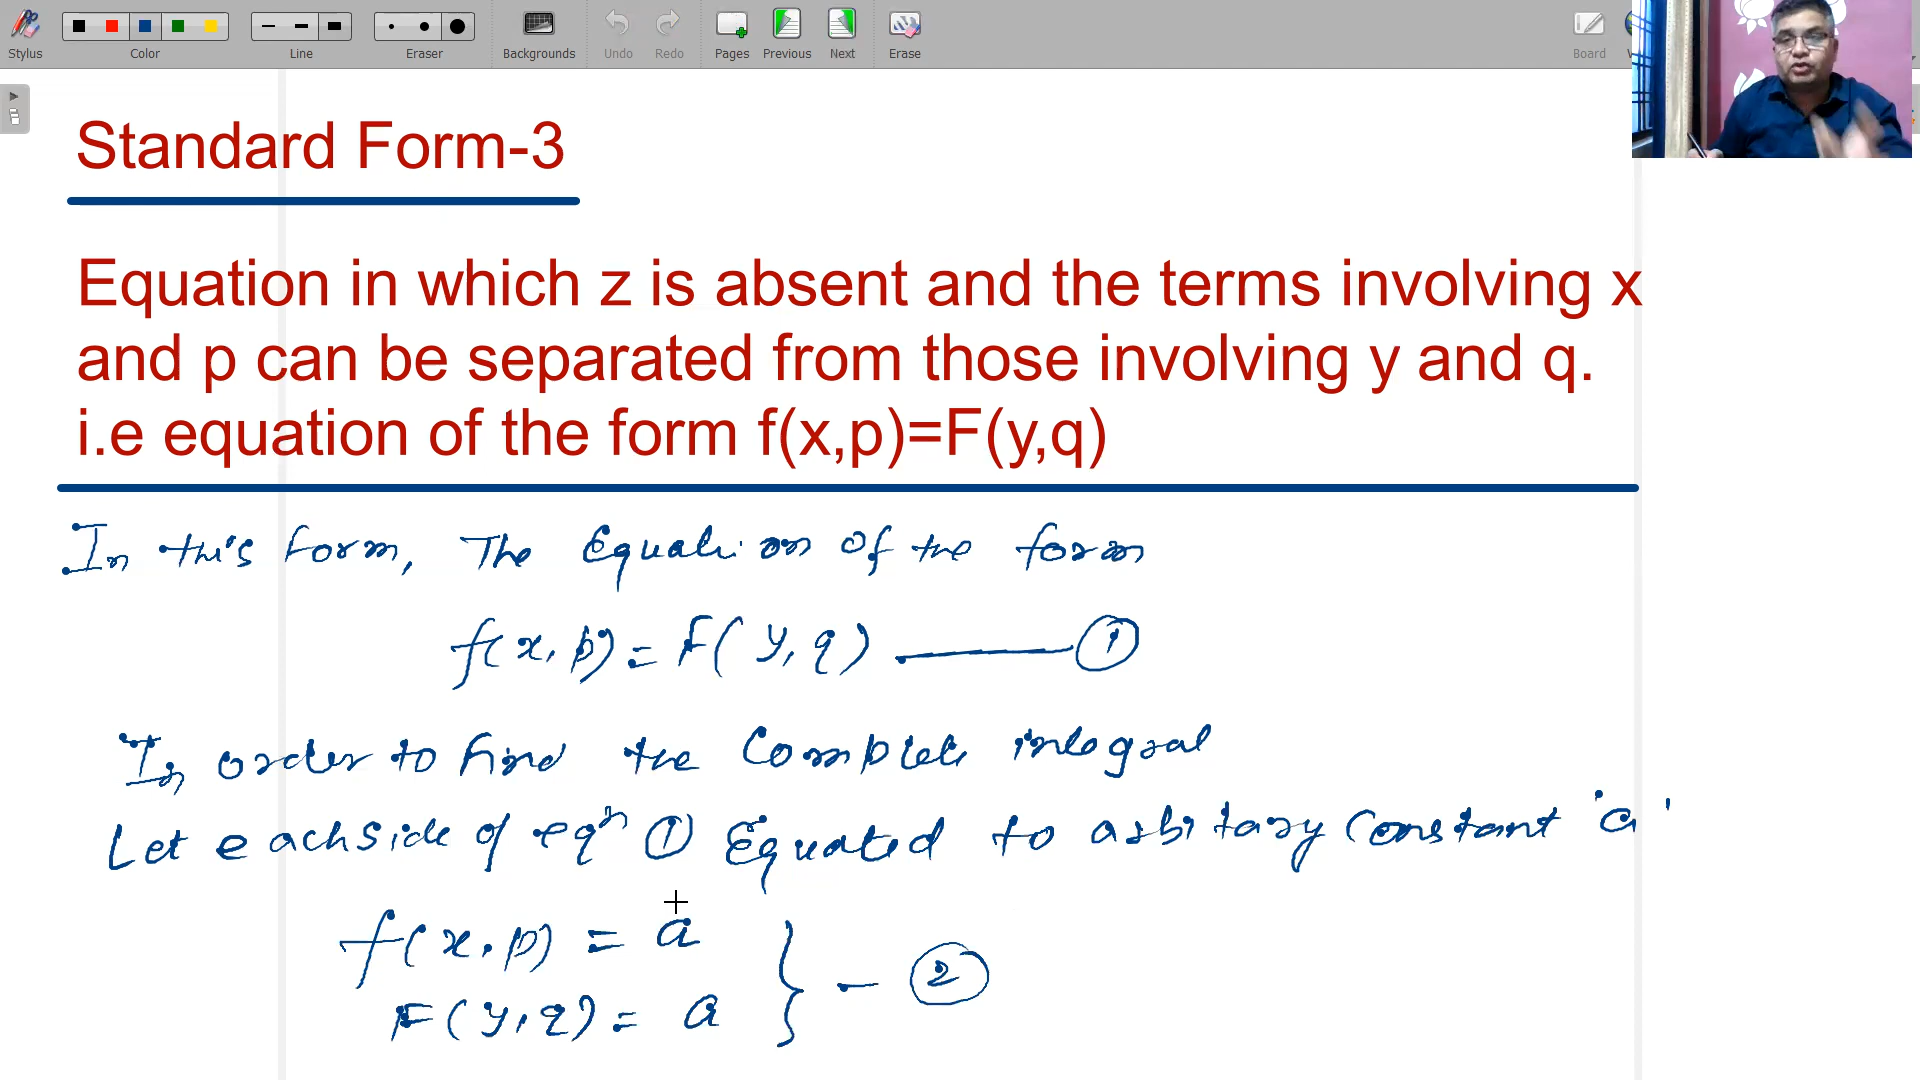 Stylus Color Line Eraser Backgrounds Undo Redo Pages Previous Next Erase Board
Standard Form-3
Equation in which z is absent and the terms involving x
and p can be separated from those involving y and q.
i.e equation of the form f(x,p)=F(y,q)
In this form, The Equation of the form
f(x,p) = F(y,q) —— ①
In order to find the Complete integral
Let each side of eqⁿ ① Equated to arbitary Constant 'a'
f(x,p) = a
F(y,q) = a } — ②